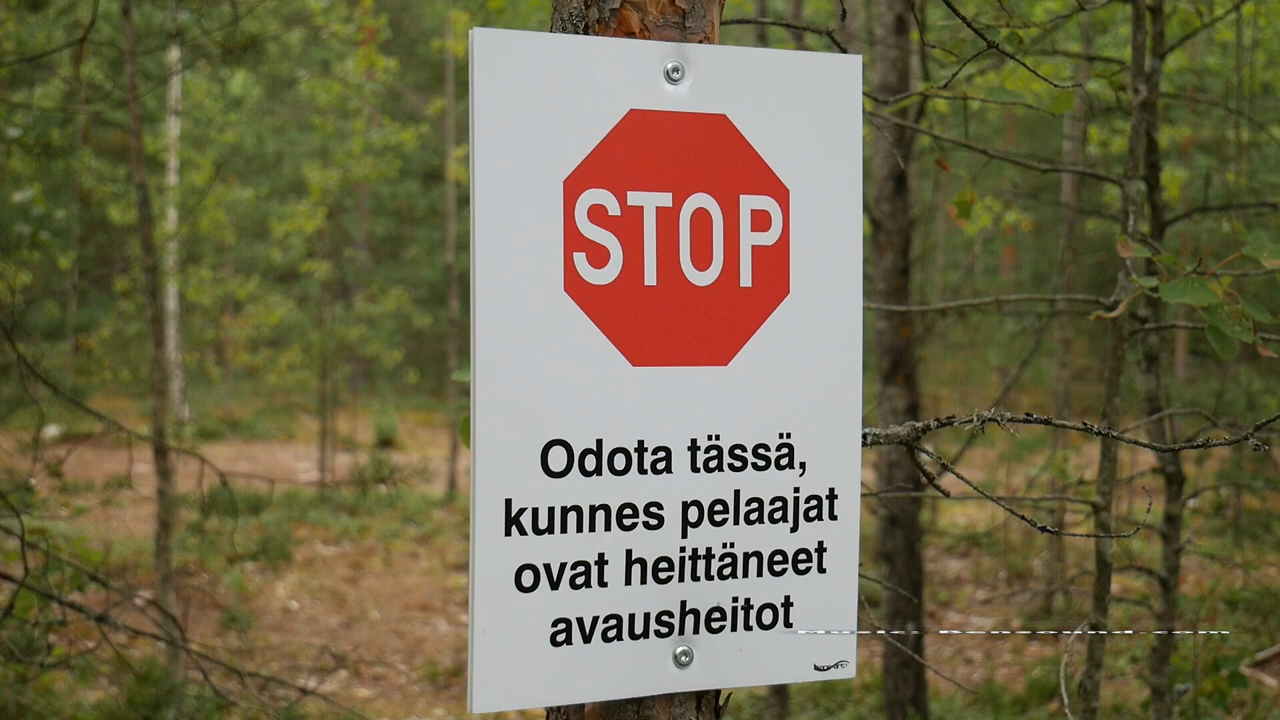 STOP
Odota tässä,
kunnes pelaajat
ovat heittäneet
avausheitot